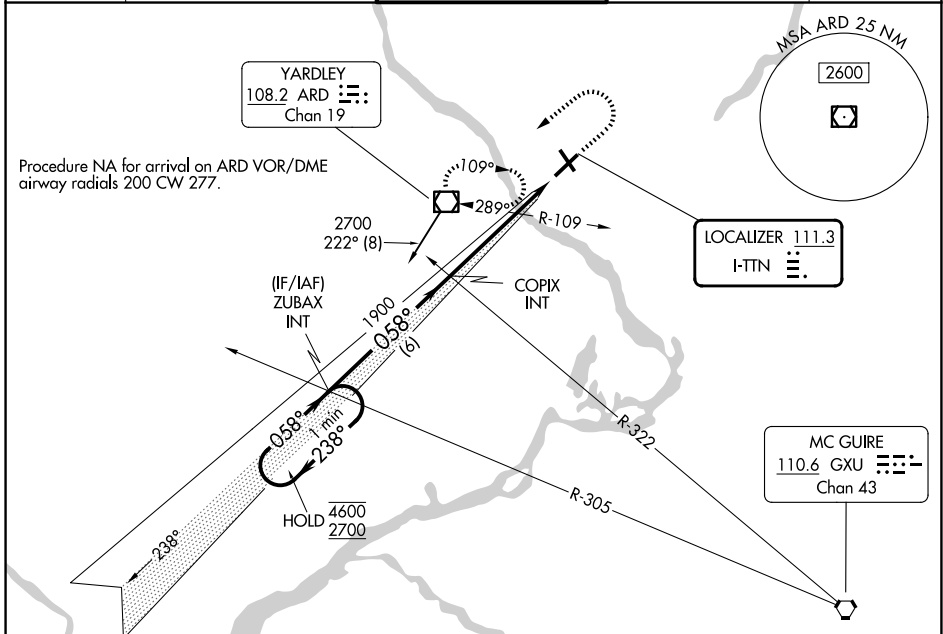 MSA ARD 25 NM
2600
YARDLEY
108.2 ARD
Chan 19
Procedure NA for arrival on ARD VOR/DME
airway radials 200 CW 277.
109°
289°
R-109
2700
222° (8)
LOCALIZER 111.3
I-TTN
(IF/IAF)
ZUBAX
INT
COPIX
INT
1900
058°
(6)
058°
1 min
238°
R-322
R-305
MC GUIRE
110.6 GXU
Chan 43
HOLD 4600
2700
238°